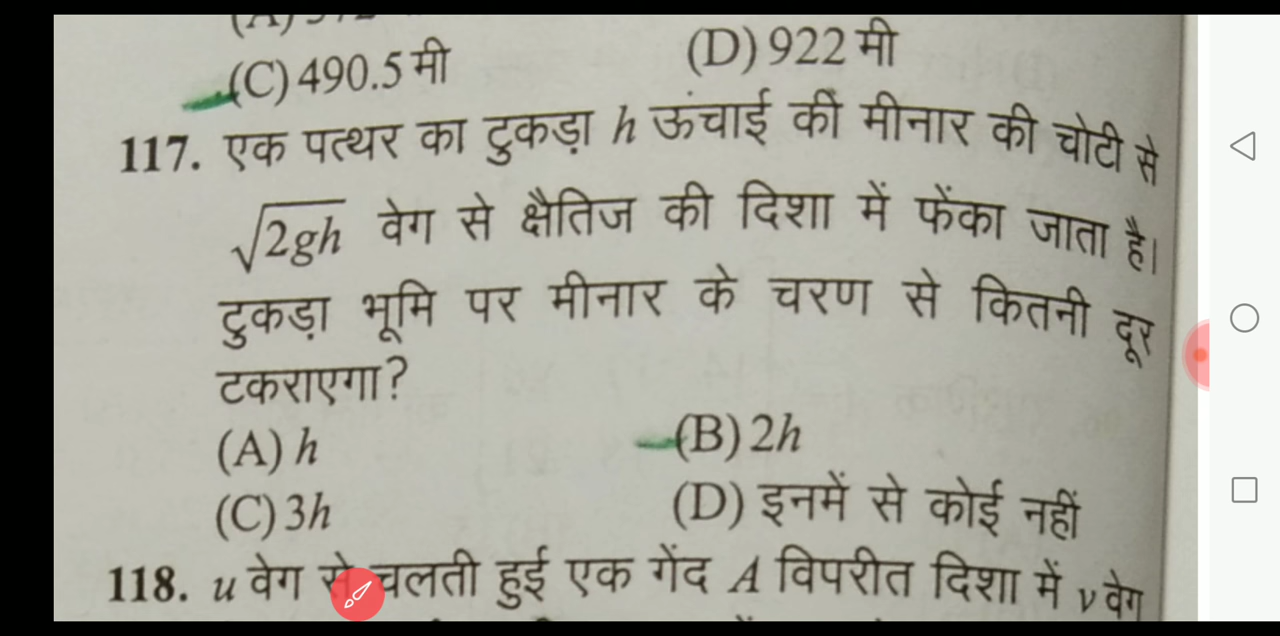 (C) 490.5 मी (D) 922 मी
117. एक पत्थर का टुकड़ा h ऊंचाई की मीनार की चोटी से
√2gh वेग से क्षैतिज की दिशा में फेंका जाता है।
टुकड़ा भूमि पर मीनार के चरण से कितनी दूर
टकराएगा?
(A) h (B) 2h
(C) 3h (D) इनमें से कोई नहीं
118. u वेग से चलती हुई एक गेंद A विपरीत दिशा में v वेग